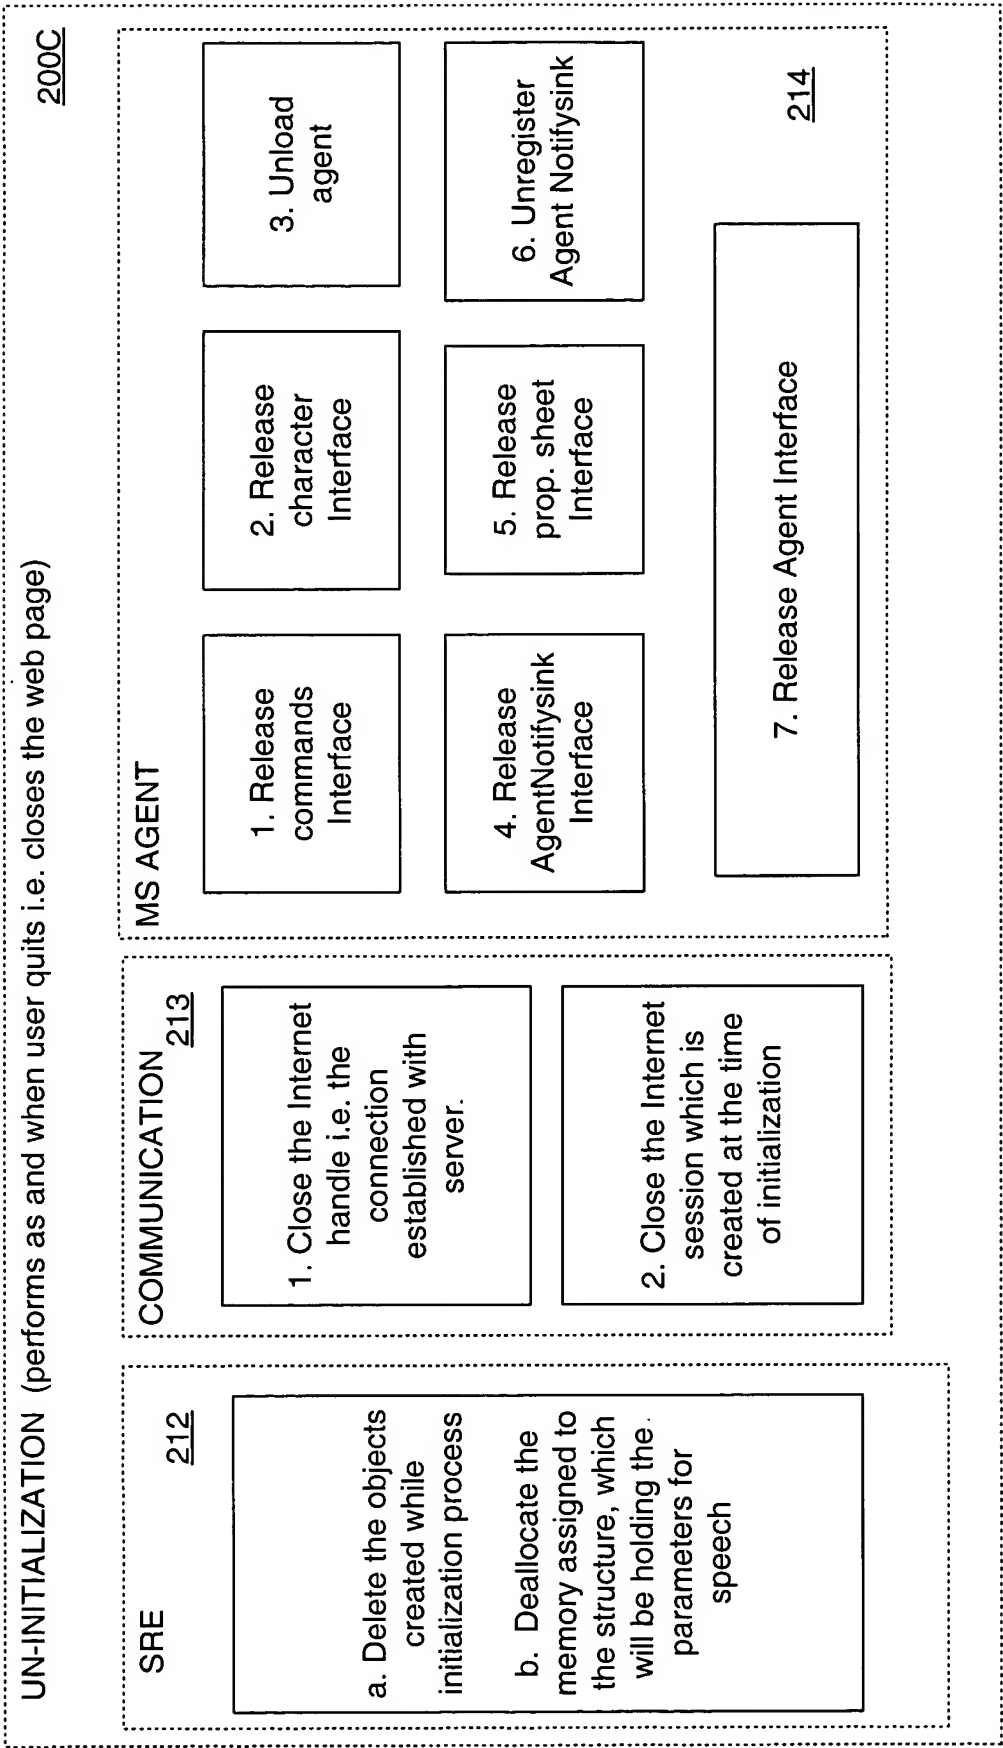 UN-INITIALIZATION (performs as and when user quits i.e. closes the web page)
200C
SRE
212
a. Delete the objects
created while
initialization process
b. Deallocate the
memory assigned to
the structure, which
will be holding the
parameters for
speech
COMMUNICATION
213
1. Close the Internet
handle i.e. the
connection
established with
server.
2. Close the Internet
session which is
created at the time
of initialization
MS AGENT
1. Release
commands
Interface
2. Release
character
Interface
3. Unload
agent
4. Release
AgentNotifysink
Interface
5. Release
prop. sheet
Interface
6. Unregister
Agent Notifysink
7. Release Agent Interface
214